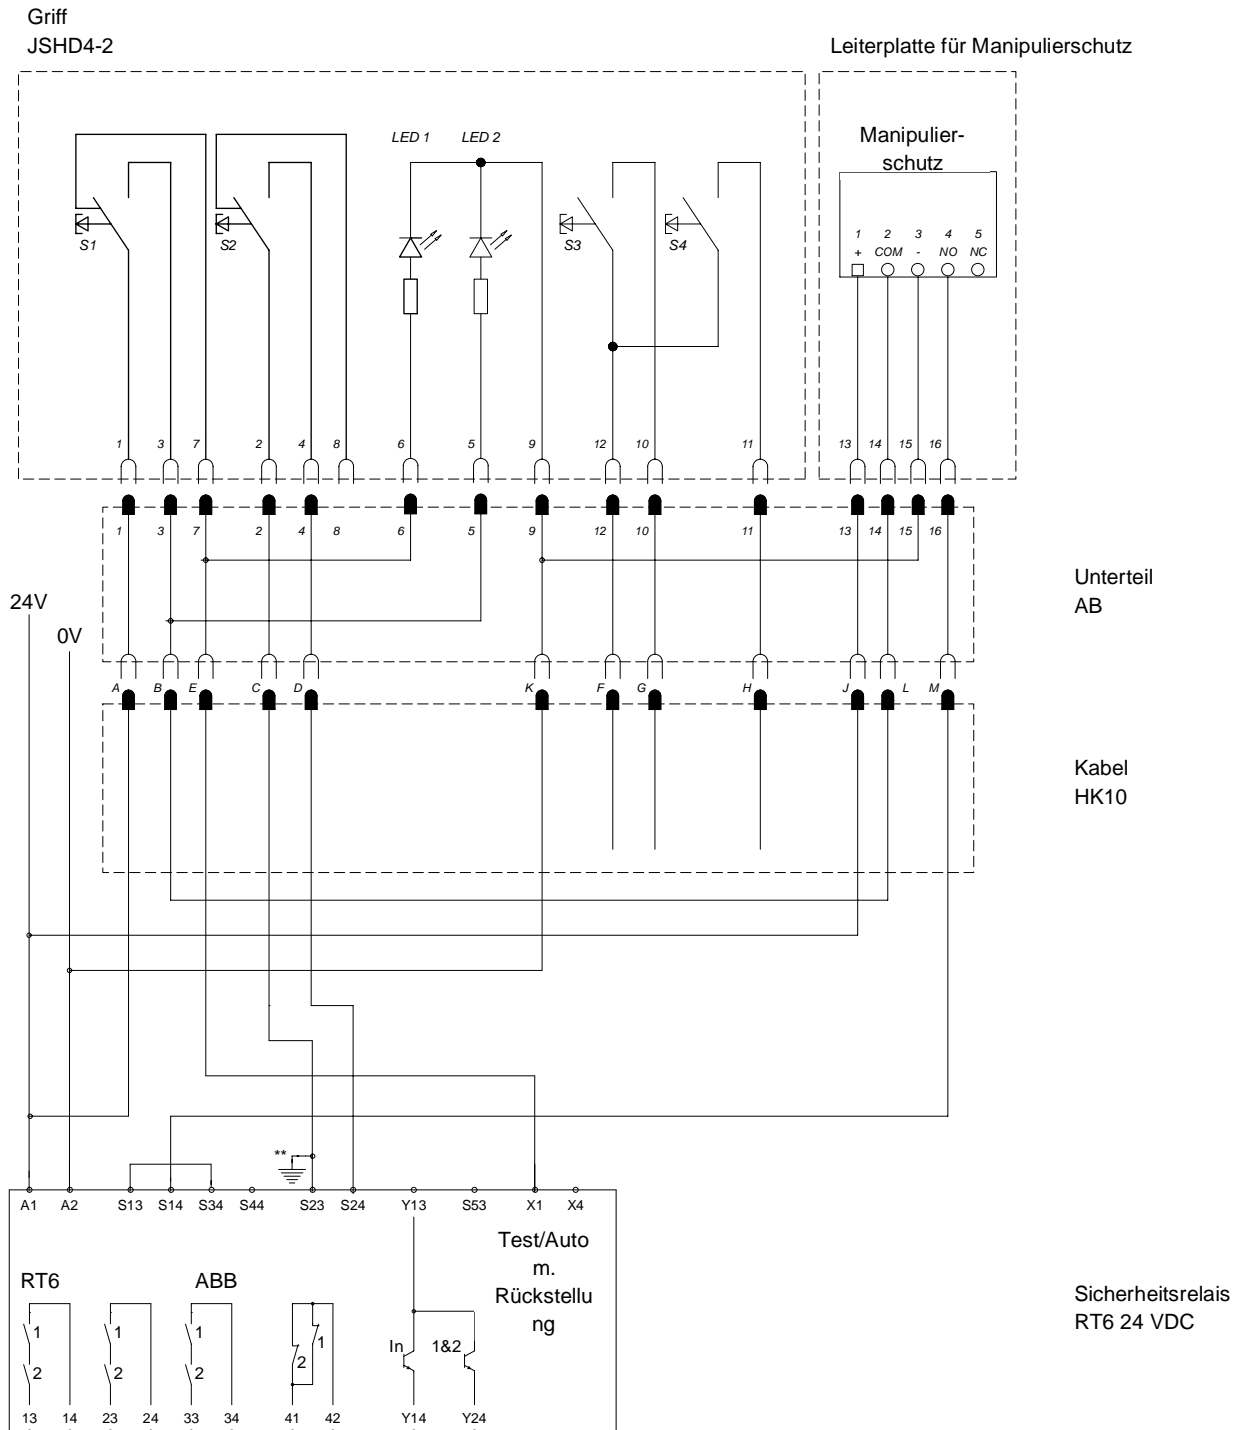 Griff
JSHD4-2
Leiterplatte für Manipulierschutz
LED 1 LED 2
Manipulier-
schutz
S1 S2 S3 S4
1 2 3 4 5
+ COM - NO NC
1 3 7 2 4 8 6 5 9 12 10 11 13 14 15 16
1 3 7 2 4 8 6 5 9 12 10 11 13 14 15 16
Unterteil
AB
24V
0V
A B E C D K F G H J L M
Kabel
HK10
**
A1 A2 S13 S14 S34 S44 S23 S24 Y13 S53 X1 X4
Test/Auto
m.
Rückstellu
ng
RT6 ABB
Sicherheitsrelais
RT6 24 VDC
1 1 1 1 In 1&2
2 2 2 2
13 14 23 24 33 34 41 42 Y14 Y24